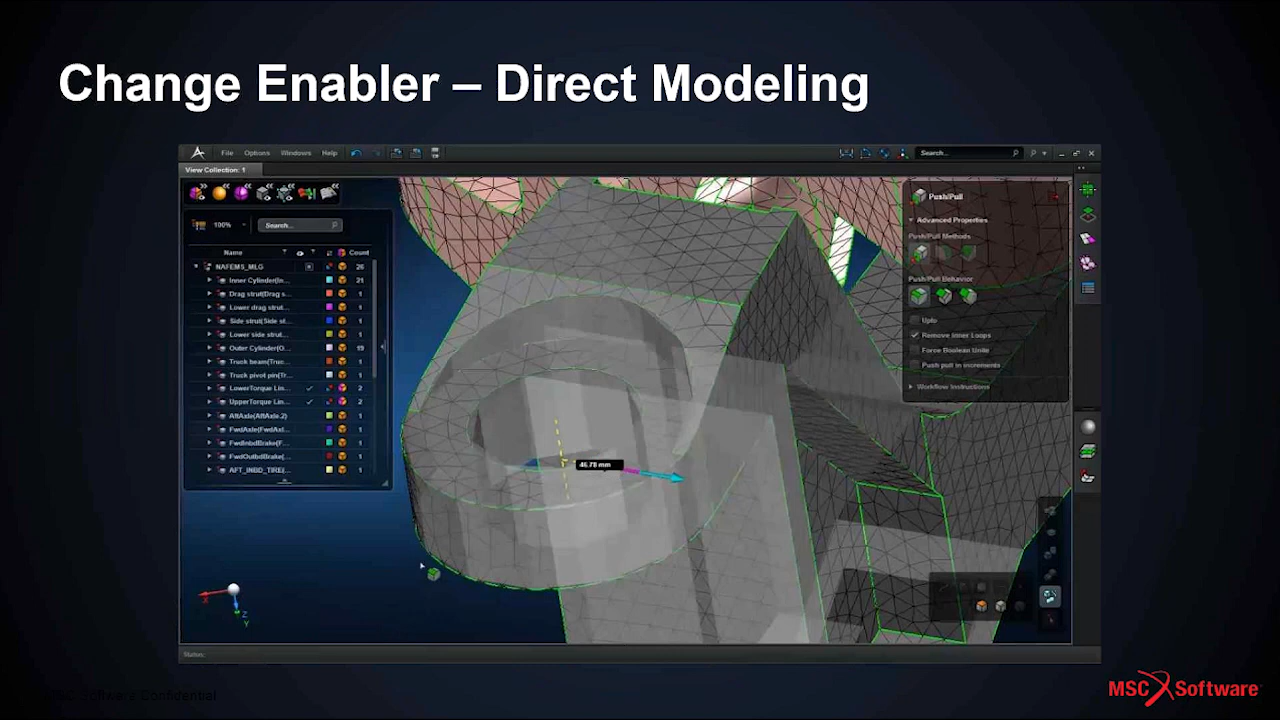 Change Enabler – Direct Modeling
File Options Windows Help
Search...
View Collection: 1
100%
Search...
Name Count
NAFEMS_MLG 26
Inner Cylinder(In... 21
Drag strut(Drag s... 1
Lower drag strut... 1
Side strut(Side st... 1
Lower side strut... 1
Outer Cylinder(O... 19
Truck beam(Trun... 1
Truck pivot pin(Tr... 1
LowerTorque Lin... 2
UpperTorque Lin... 2
AftAxle(AftAxle.2) 1
FwdAxle(FwdAxl... 1
FwdInbdBrake(F... 1
FwdOutbdBrake(... 1
AFT_INBD_TIRE(... 1
Push/Pull
Advanced Properties
Push/Pull Methods
Push/Pull Behavior
Upto
Remove Inner Loops
Force Boolean Unite
Push pull in increments
Workflow Instructions
46.78 mm
X
Z
Y
Status:
Software Confidential
MSC Software